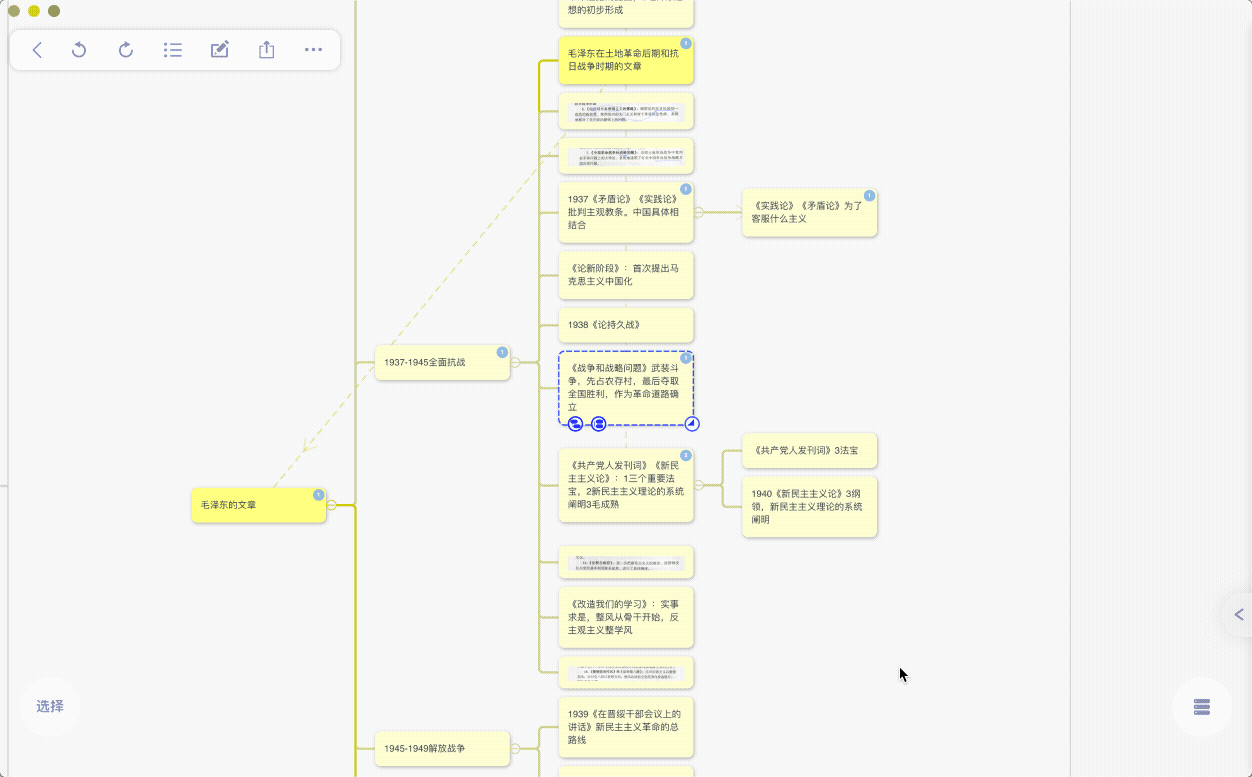 想的初步形成
毛泽东在土地革命后期和抗
日战争时期的文章
1937《矛盾论》《实践论》
批判主观教条。中国具体相
结合
《实践论》《矛盾论》为了
客服什么主义
《论新阶段》：首次提出马
克思主义中国化
1938《论持久战》
1937-1945全面抗战
《战争和战略问题》武装斗
争，先占农存村，最后夺取
全国胜利，作为革命道路确
立
《共产党人发刊词》《新民
主主义论》：1三个重要法
宝，2新民主主义理论的系统
阐明3毛成熟
《共产党人发刊词》3法宝
1940《新民主主义论》3纲
领，新民主主义理论的系统
阐明
毛泽东的文章
《改造我们的学习》：实事
求是，整风从骨干开始，反
主观主义整学风
选择
1939《在晋绥干部会议上的
讲话》新民主主义革命的总
路线
1945-1949解放战争